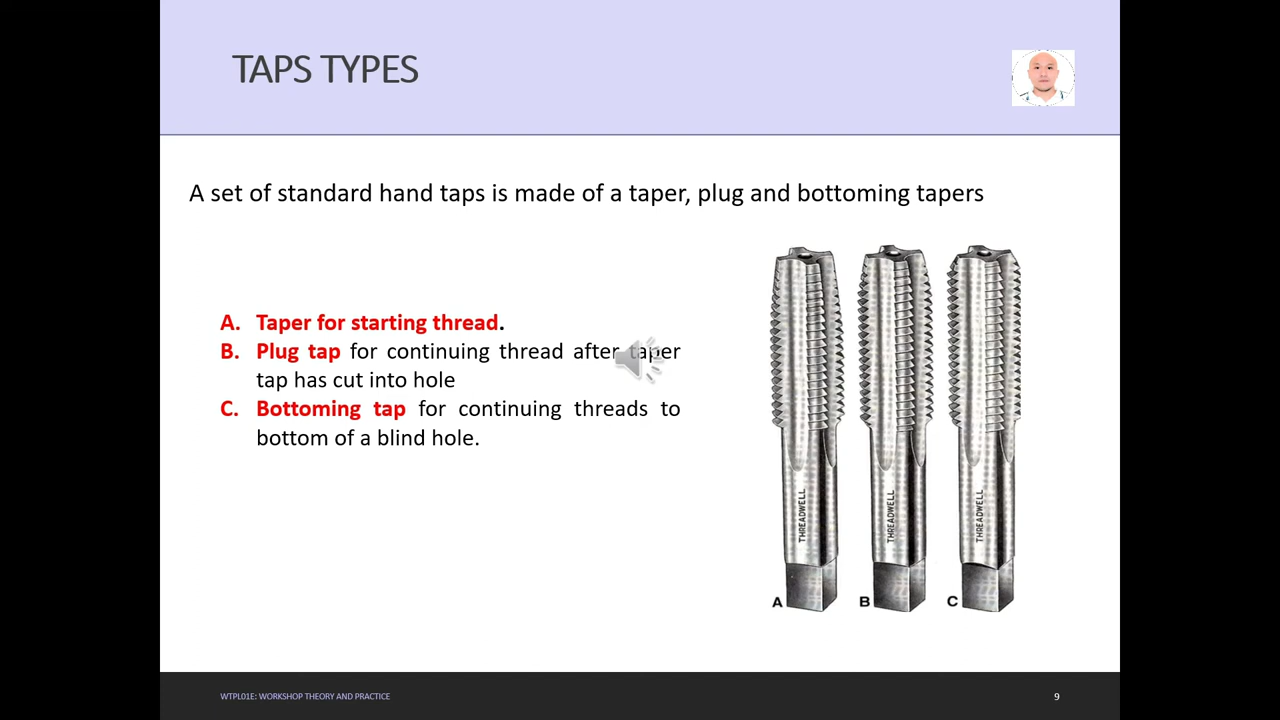 TAPS TYPES
A set of standard hand taps is made of a taper, plug and bottoming tapers
A. Taper for starting thread.
B. Plug tap for continuing thread after taper
tap has cut into hole
C. Bottoming tap for continuing threads to
bottom of a blind hole.
THREADWELL THREADWELL THREADWELL
A B C
WTPL01E: WORKSHOP THEORY AND PRACTICE 9